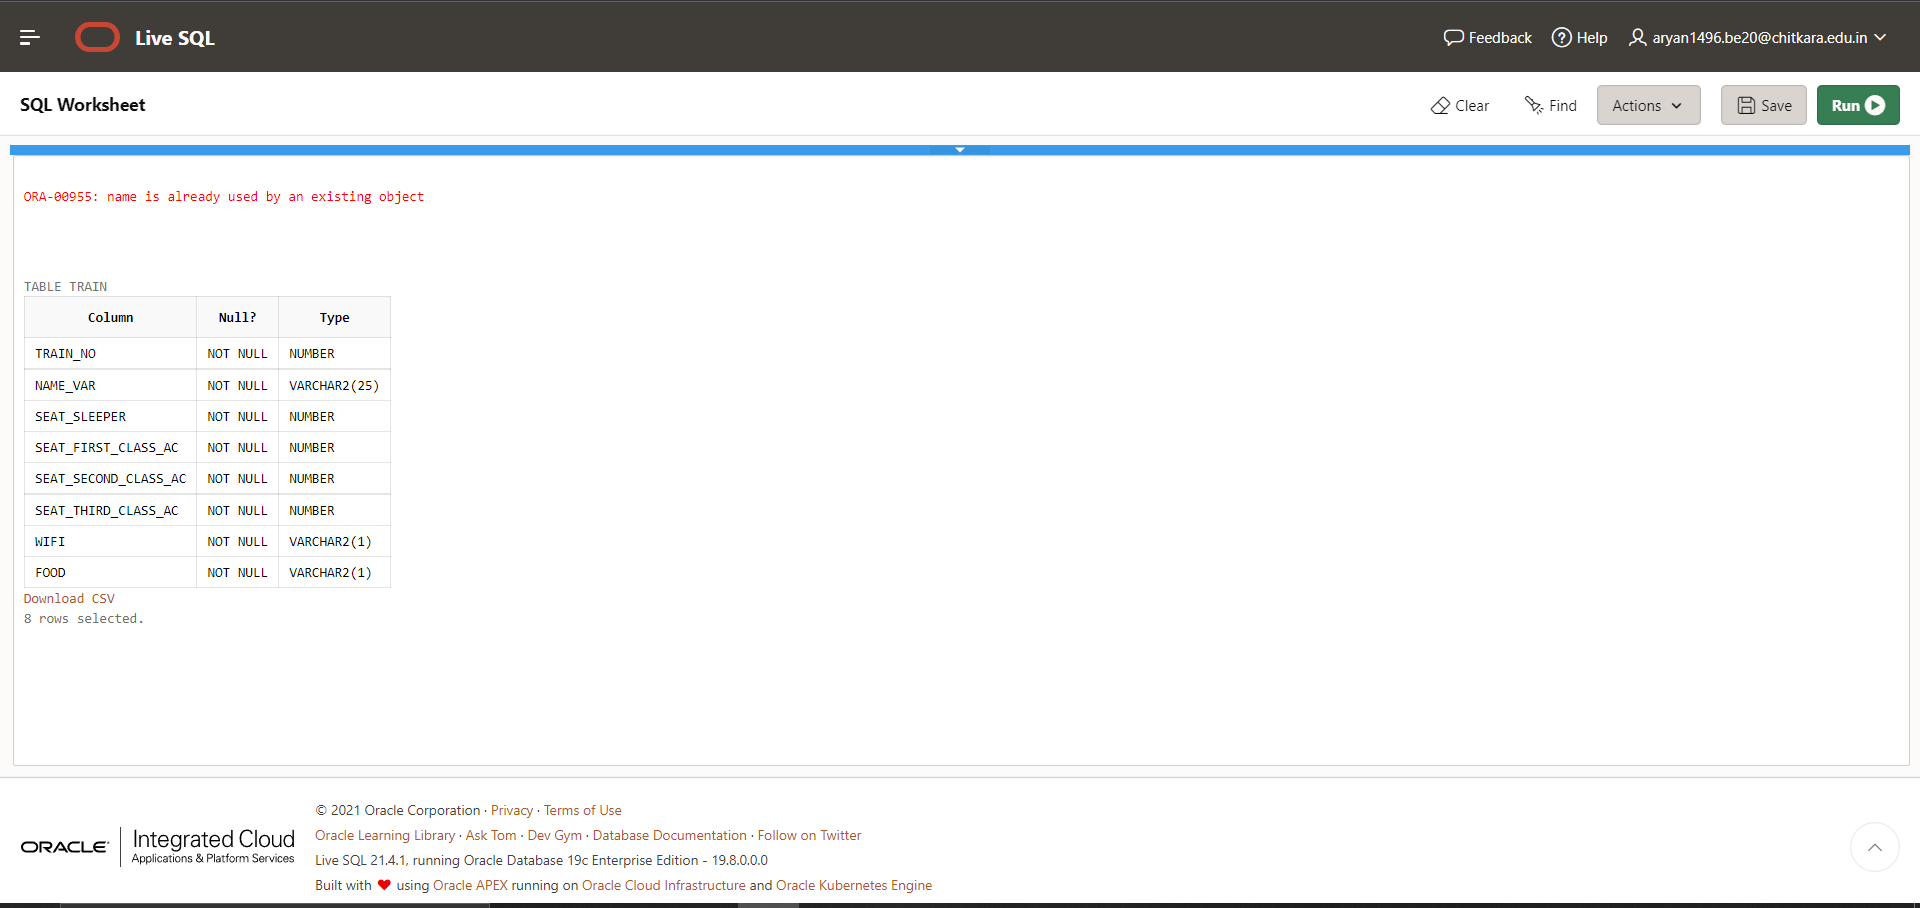 Live SQL
Feedback Help aryan1496.be20@chitkara.edu.in
SQL Worksheet
Clear Find Actions Save Run
ORA-00955: name is already used by an existing object
TABLE TRAIN
Column Null? Type
TRAIN_NO NOT NULL NUMBER
NAME_VAR NOT NULL VARCHAR2(25)
SEAT_SLEEPER NOT NULL NUMBER
SEAT_FIRST_CLASS_AC NOT NULL NUMBER
SEAT_SECOND_CLASS_AC NOT NULL NUMBER
SEAT_THIRD_CLASS_AC NOT NULL NUMBER
WIFI NOT NULL VARCHAR2(1)
FOOD NOT NULL VARCHAR2(1)
Download CSV
8 rows selected.
ORACLE Integrated Cloud
Applications & Platform Services
© 2021 Oracle Corporation · Privacy · Terms of Use
Oracle Learning Library · Ask Tom · Dev Gym · Database Documentation · Follow on Twitter
Live SQL 21.4.1, running Oracle Database 19c Enterprise Edition - 19.8.0.0.0
Built with ❤ using Oracle APEX running on Oracle Cloud Infrastructure and Oracle Kubernetes Engine